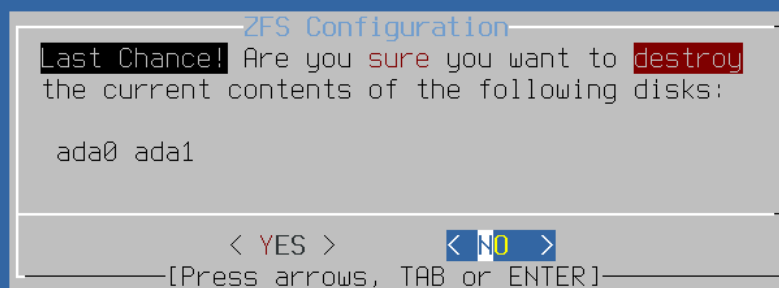 ZFS Configuration
Last Chance! Are you sure you want to destroy
the current contents of the following disks:
ada0 ada1
< YES > < NO >
[Press arrows, TAB or ENTER]